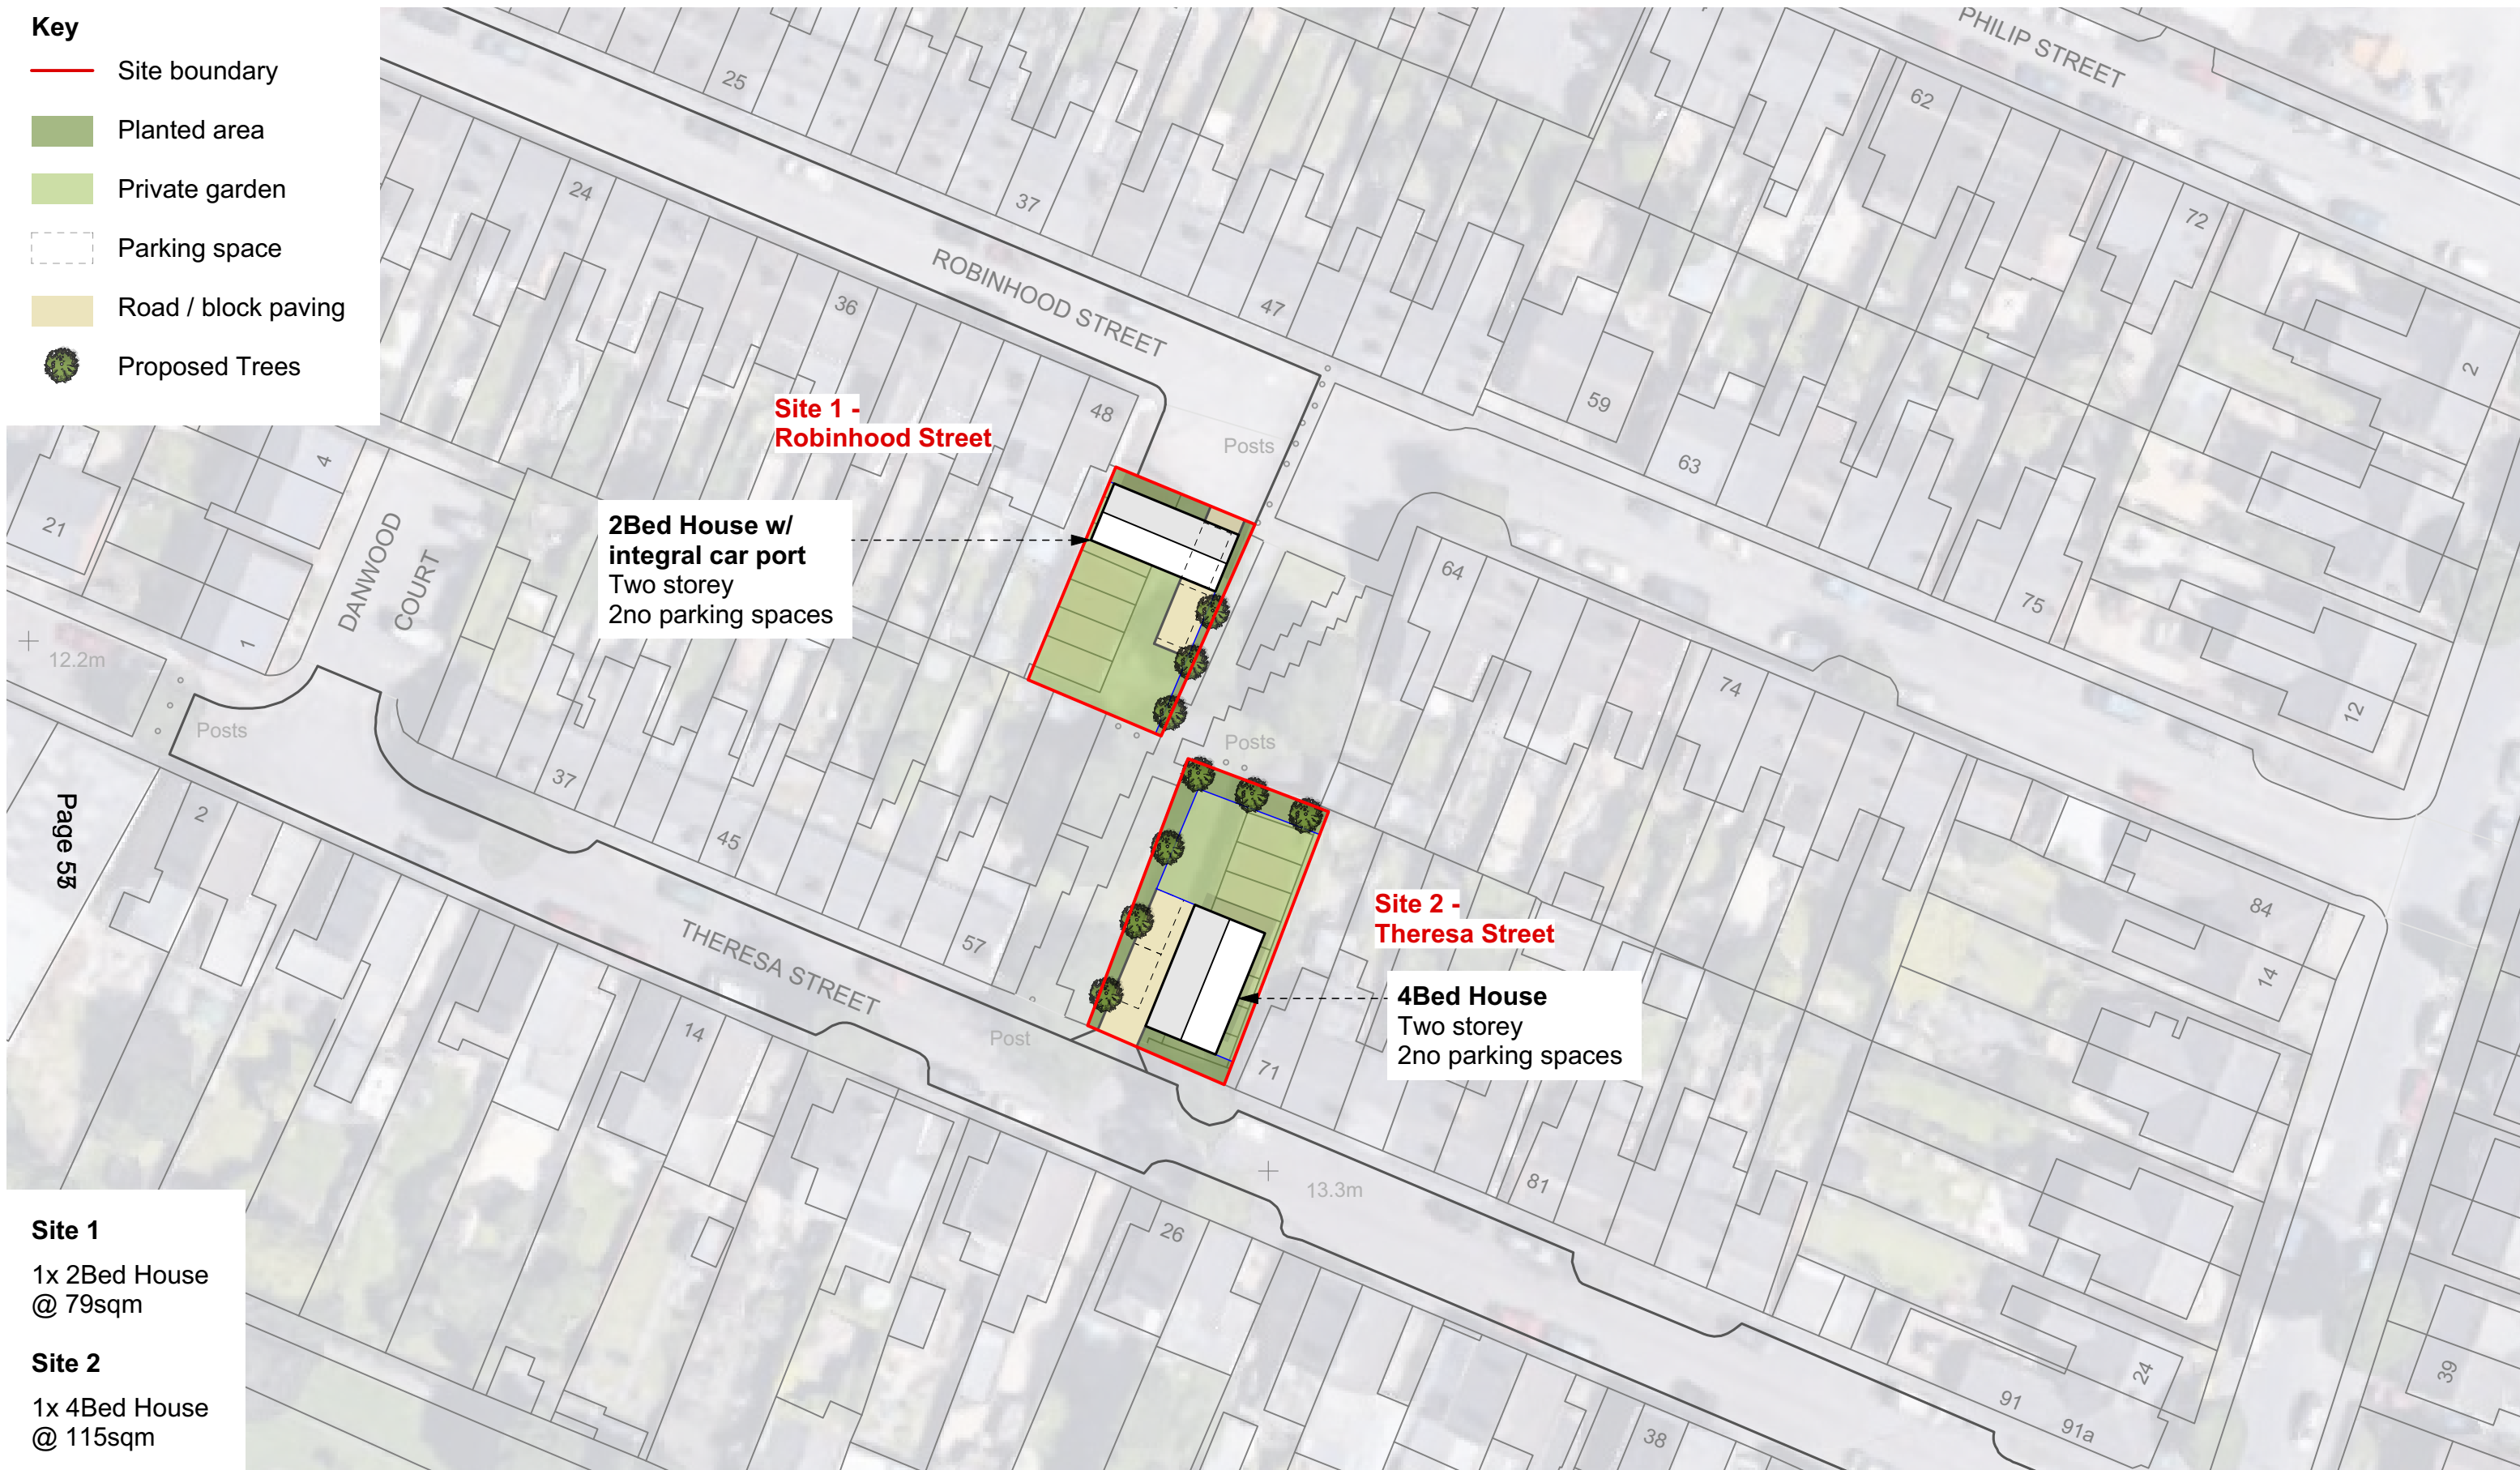 Key
Site boundary
Planted area
Private garden
Parking space
Road / block paving
Proposed Trees
PHILIP STREET
25
62
24
37
72
ROBINHOOD STREET
36
47
2
48
59
Site 1 -
Robinhood Street
Posts
63
4
21
DANWOOD
COURT
2Bed House w/
integral car port
Two storey
2no parking spaces
64
75
1
12.2m
74
12
Posts
Posts
37
2
45
Page
84
Site 2 -
Theresa Street
57
THERESA STREET
14
4Bed House
Two storey
2no parking spaces
14
Post
71
81
13.3m
26
Site 1
1x 2Bed House
@ 79sqm
Site 2
1x 4Bed House
@ 115sqm
24
39
91
91a
38